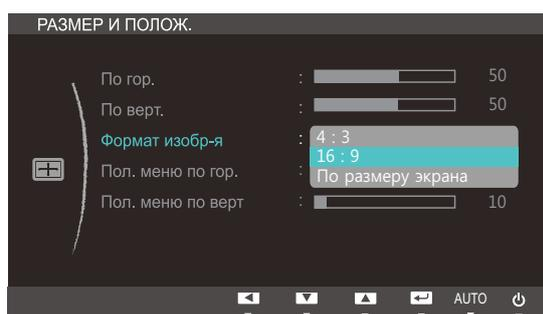 РАЗМЕР И ПОЛОЖ.
По гор. : 50
По верт. : 50
Формат изобр-я : 4 : 3
16 : 9
По размеру экрана
Пол. меню по гор. :
Пол. меню по верт : 10
AUTO